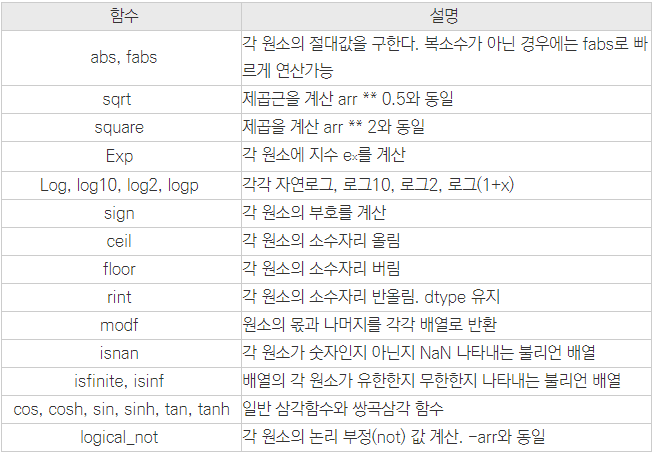 함수 설명
abs, fabs 각 원소의 절대값을 구한다. 복소수가 아닌 경우에는 fabs로 빠
르게 연산가능
sqrt 제곱근을 계산 arr ** 0.5와 동일
square 제곱을 계산 arr ** 2와 동일
Exp 각 원소에 지수 ex를 계산
Log, log10, log2, logp 각각 자연로그, 로그10, 로그2, 로그(1+x)
sign 각 원소의 부호를 계산
ceil 각 원소의 소수자리 올림
floor 각 원소의 소수자리 버림
rint 각 원소의 소수자리 반올림. dtype 유지
modf 원소의 몫과 나머지를 각각 배열로 반환
isnan 각 원소가 숫자인지 아닌지 NaN 나타내는 불리언 배열
isfinite, isinf 배열의 각 원소가 유한한지 무한한지 나타내는 불리언 배열
cos, cosh, sin, sinh, tan, tanh 일반 삼각함수와 쌍곡삼각 함수
logical_not 각 원소의 논리 부정(not) 값 계산. -arr와 동일